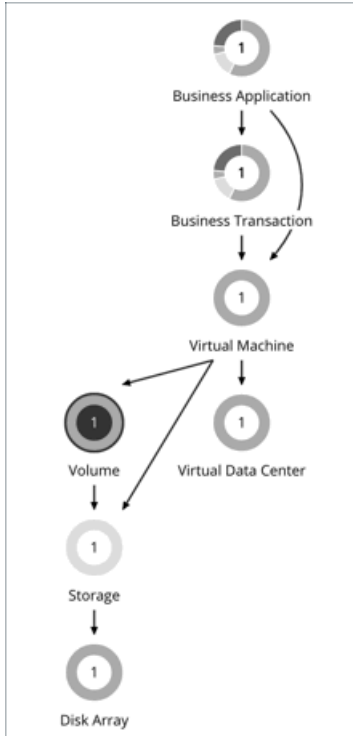 1
Business Application
1
Business Transaction
1
Virtual Machine
1
1
Volume
Virtual Data Center
1
Storage
1
Disk Array